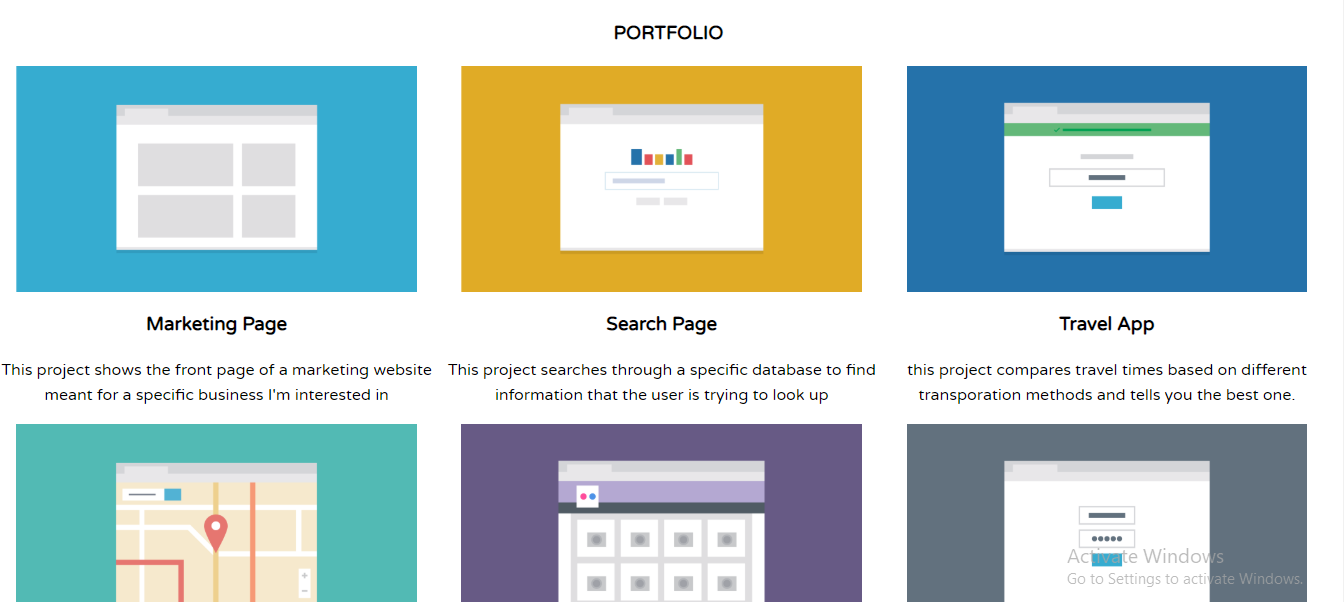 PORTFOLIO
Marketing Page
Search Page
Travel App
This project shows the front page of a marketing website
meant for a specific business I'm interested in
This project searches through a specific database to find
information that the user is trying to look up
this project compares travel times based on different
transporation methods and tells you the best one.
Activate Windows
Go to Settings to activate Windows.